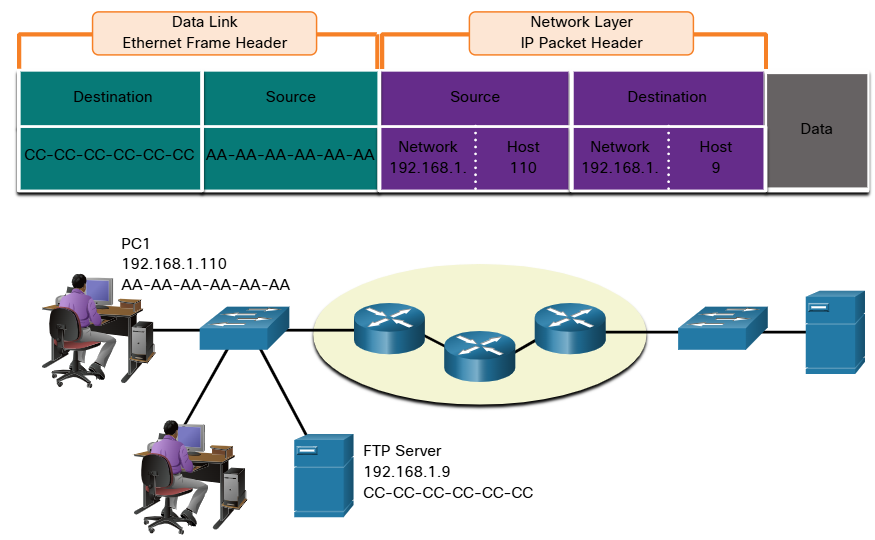 Data Link
Ethernet Frame Header
Network Layer
IP Packet Header
Destination
Source
Source
Destination
Data
CC-CC-CC-CC-CC-CC
AA-AA-AA-AA-AA-AA
Network
192.168.1.
Host
110
Network
192.168.1.
Host
9
PC1
192.168.1.110
AA-AA-AA-AA-AA-AA
FTP Server
192.168.1.9
CC-CC-CC-CC-CC-CC